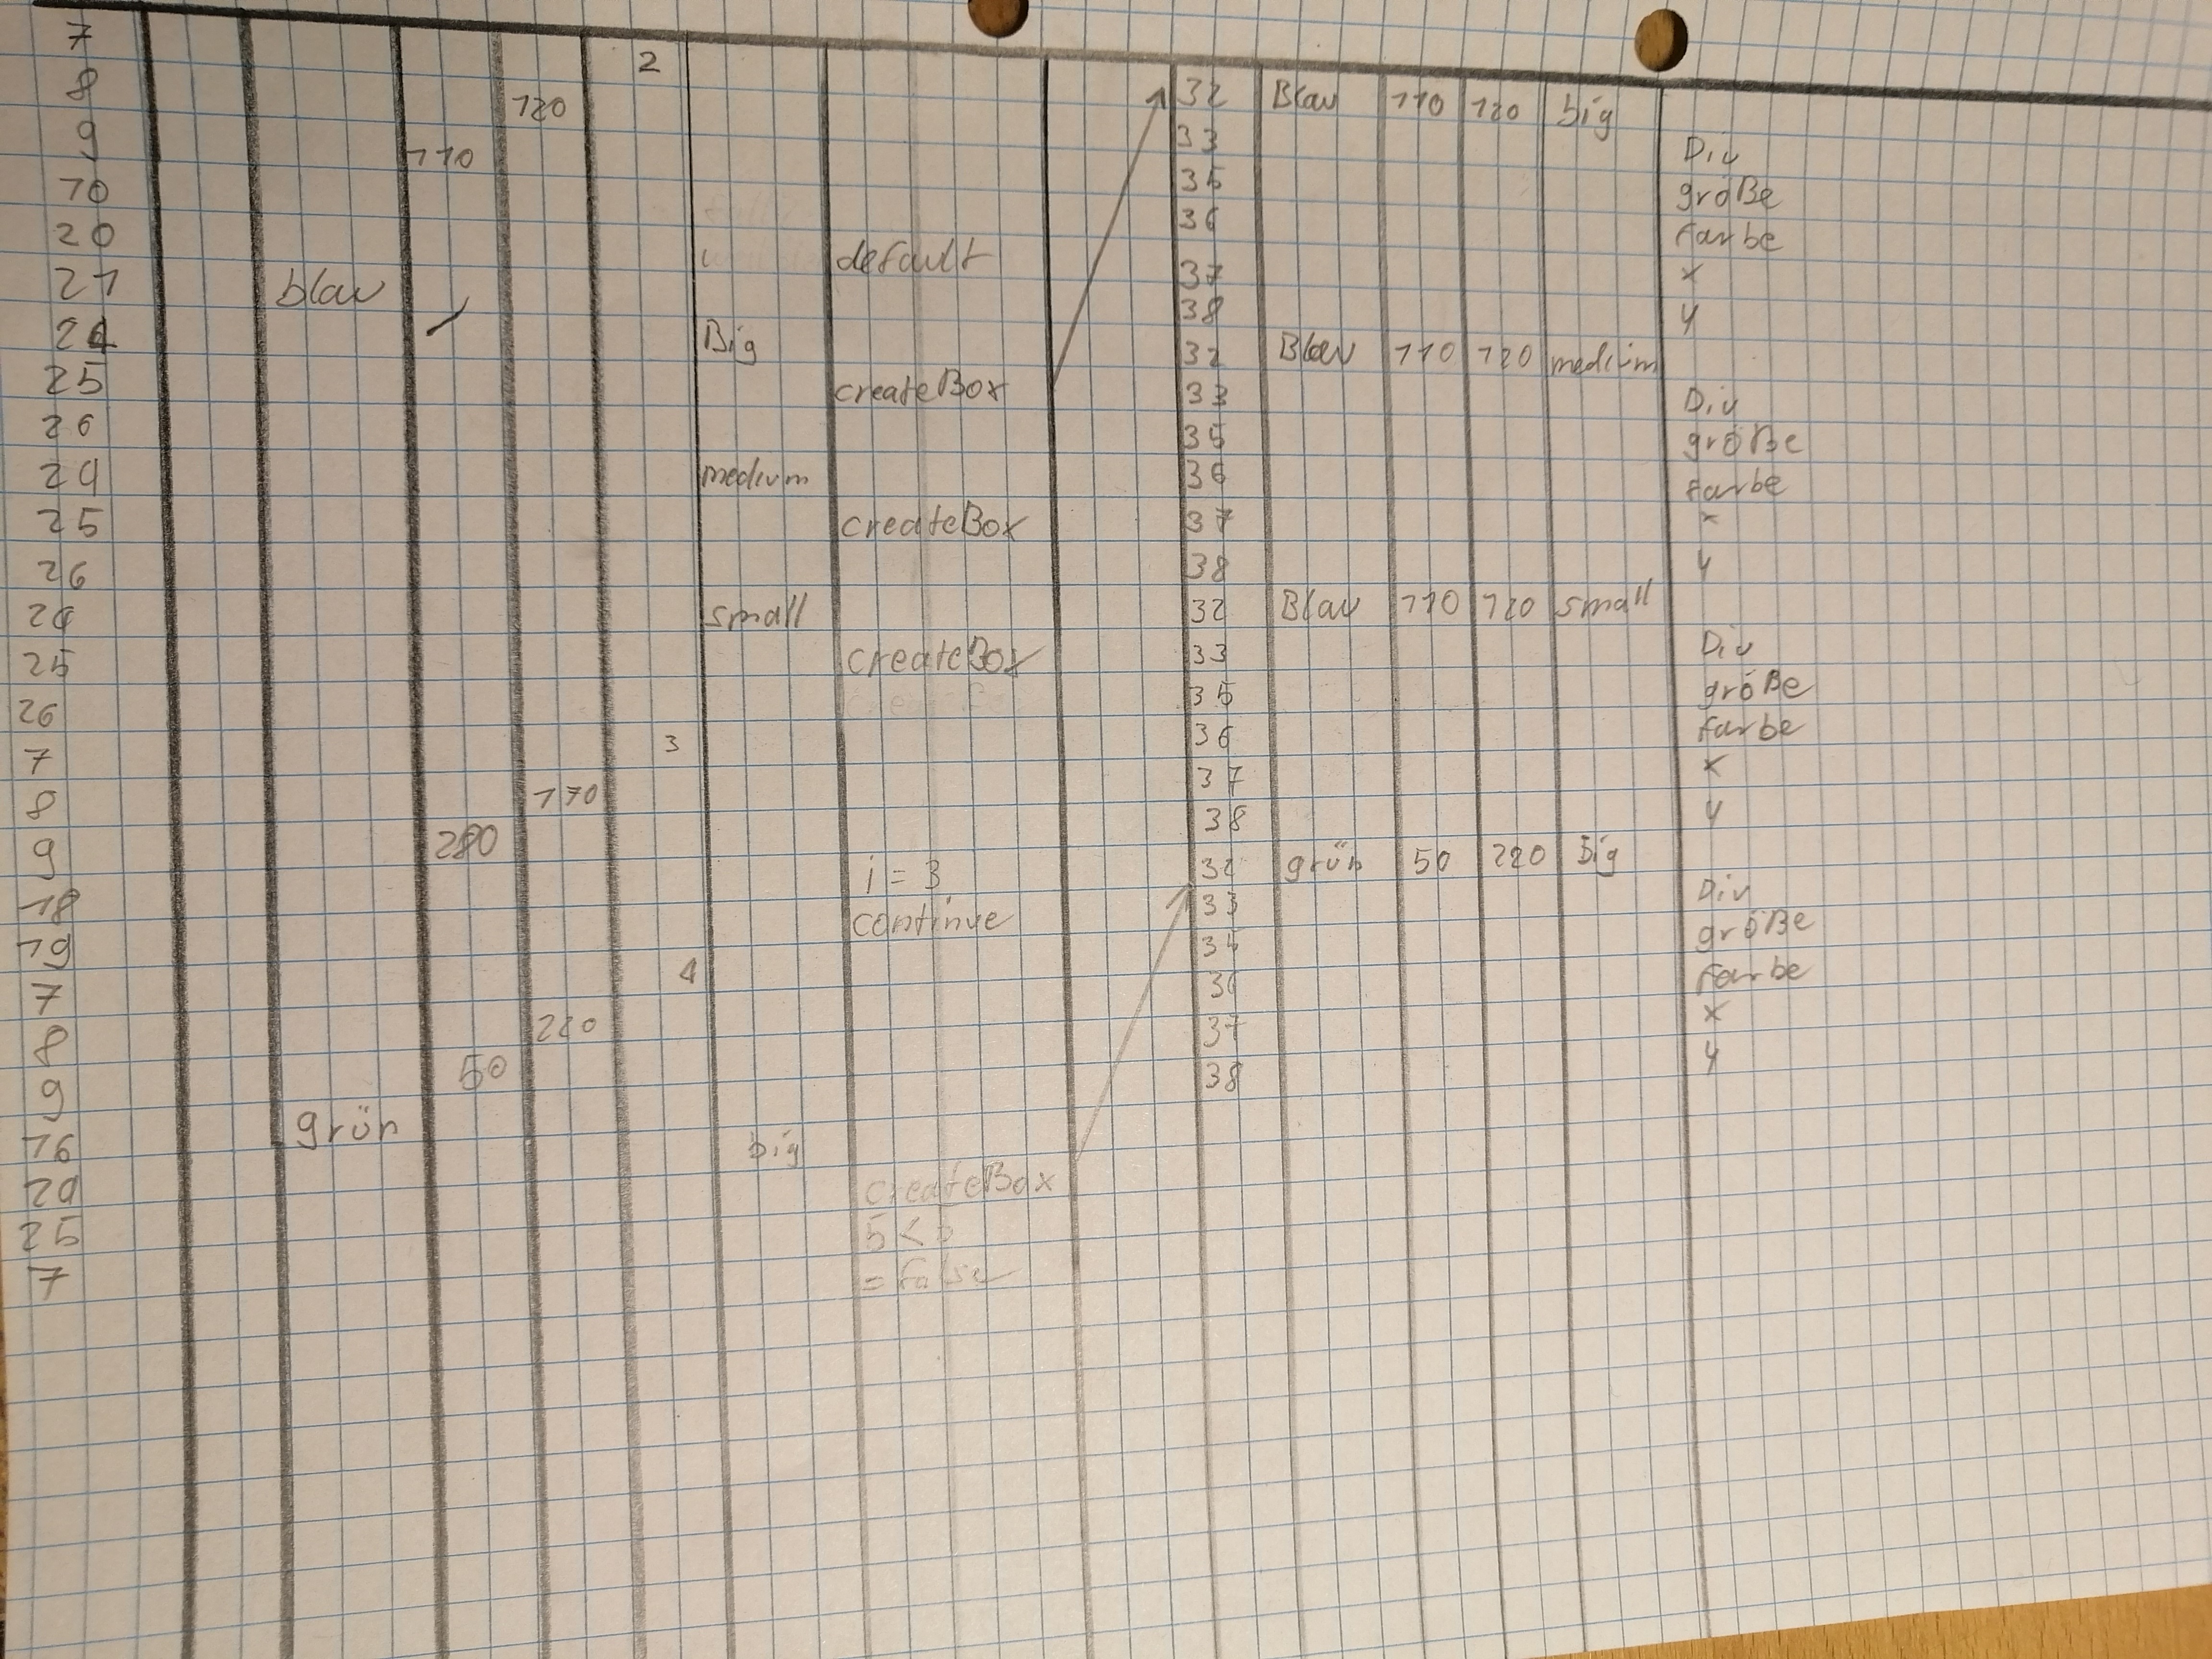 7 2
8 120 32 Blau 110 120 big
9 110 33 Div
10 35 größe
20 default 36 farbe
21 blau 37 x
38 y
24 Big 32 Blau 110 120 medium
25 createBox 33 Div
26 35 größe
24 medium 36 farbe
25 createBox 37 x
26 38 y
24 small 32 Blau 110 120 small
25 createBox 33 Div
26 35 größe
7 3 36 farbe
8 170 37 x
9 280 38 y
i = 3 32 grün 50 220 big
18 continue 33 Div
19 35 größe
7 4 36 farbe
8 220 37 x
9 50 38 y
16 grün
24 big
25 createBox
7 5 <
= false